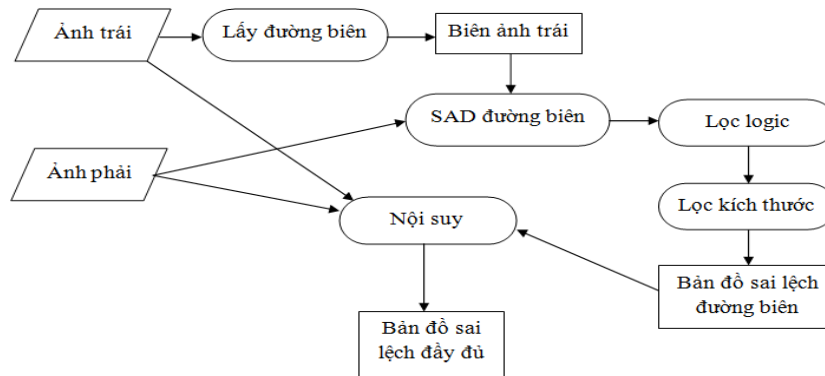 Ảnh trái
Lấy đường biên
Biên ảnh trái
SAD đường biên
Lọc logic
Ảnh phải
Lọc kích thước
Nội suy
Bản đồ sai lệch
đường biên
Bản đồ sai
lệch đầy đủ